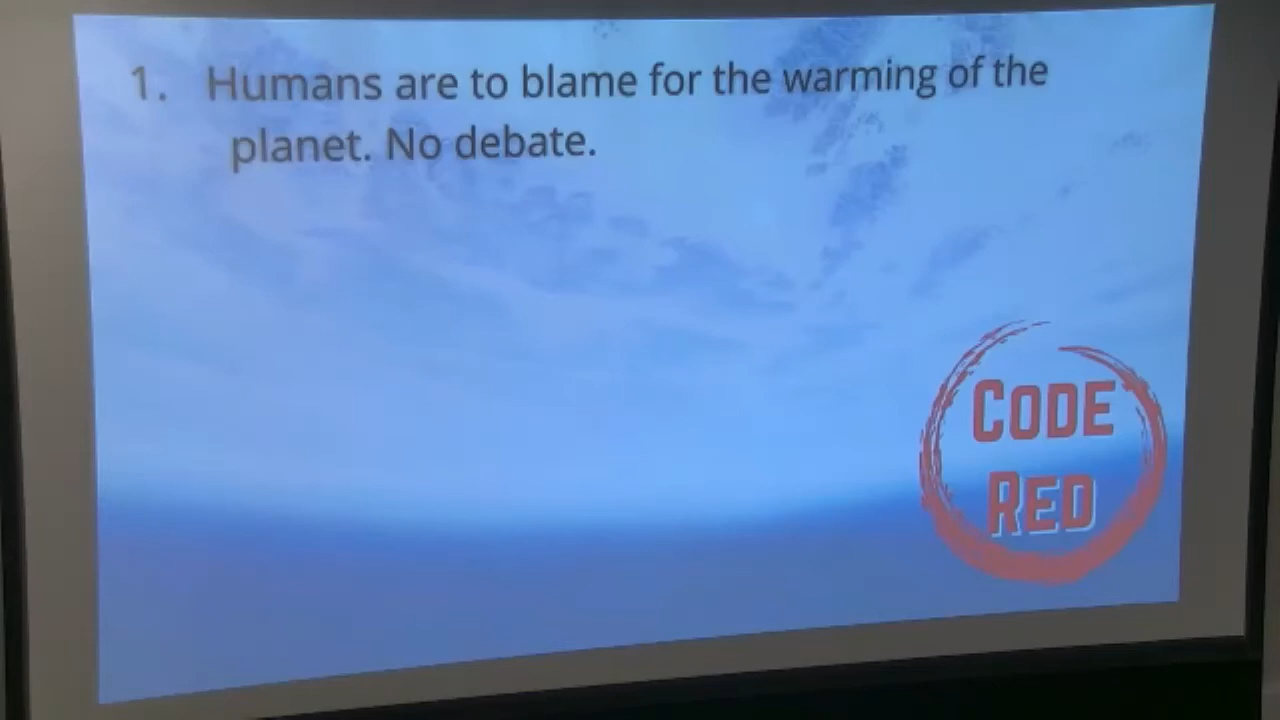 1. Humans are to blame for the warming of the
planet. No debate.
CODE
RED